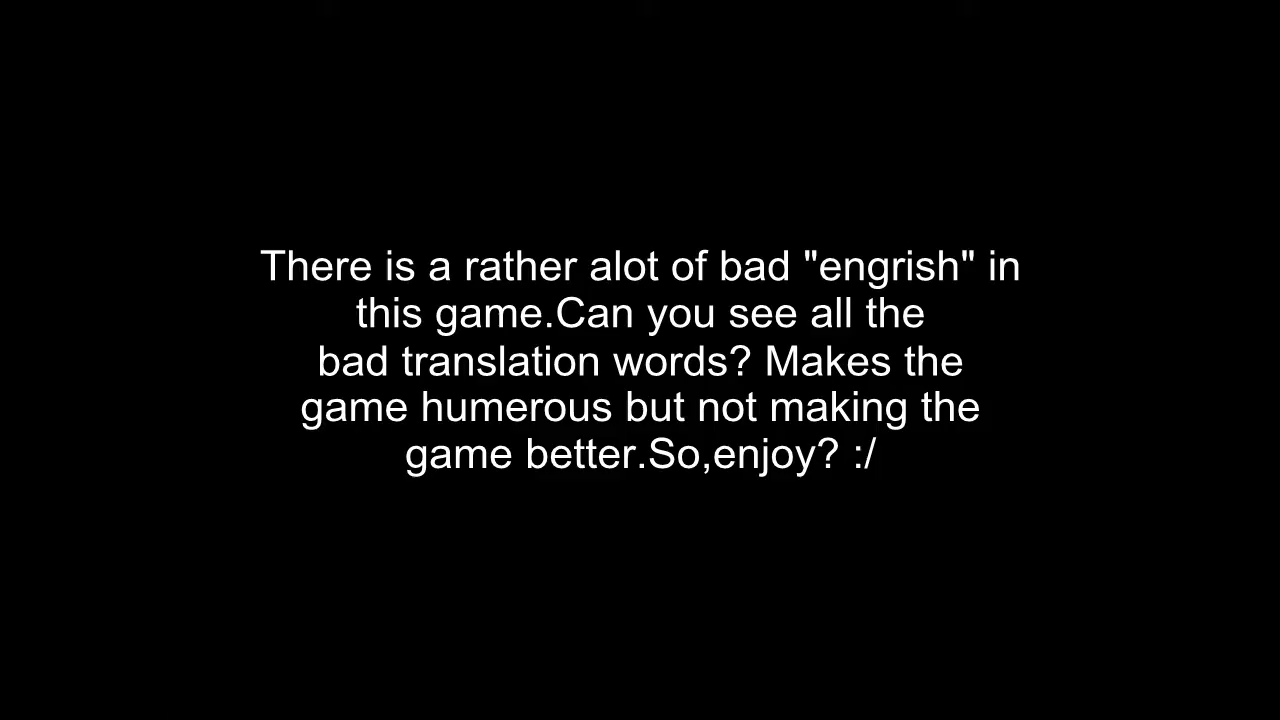 There is a rather alot of bad "engrish" in
this game.Can you see all the
bad translation words? Makes the
game humerous but not making the
game better.So,enjoy? :/